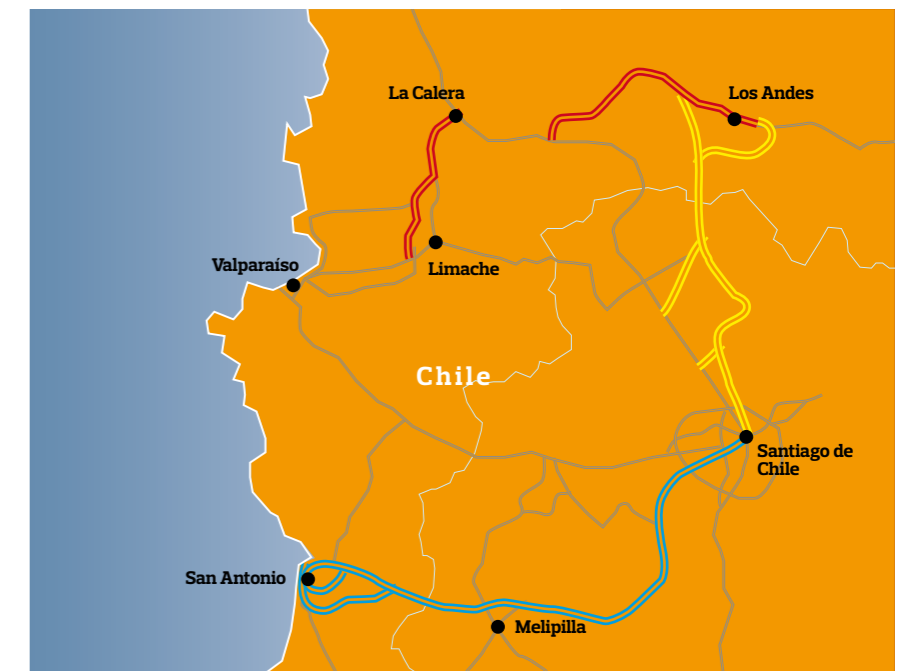 La Calera
Los Andes
Valparaíso
Limache
Chile
Santiago de
Chile
San Antonio
Melipilla